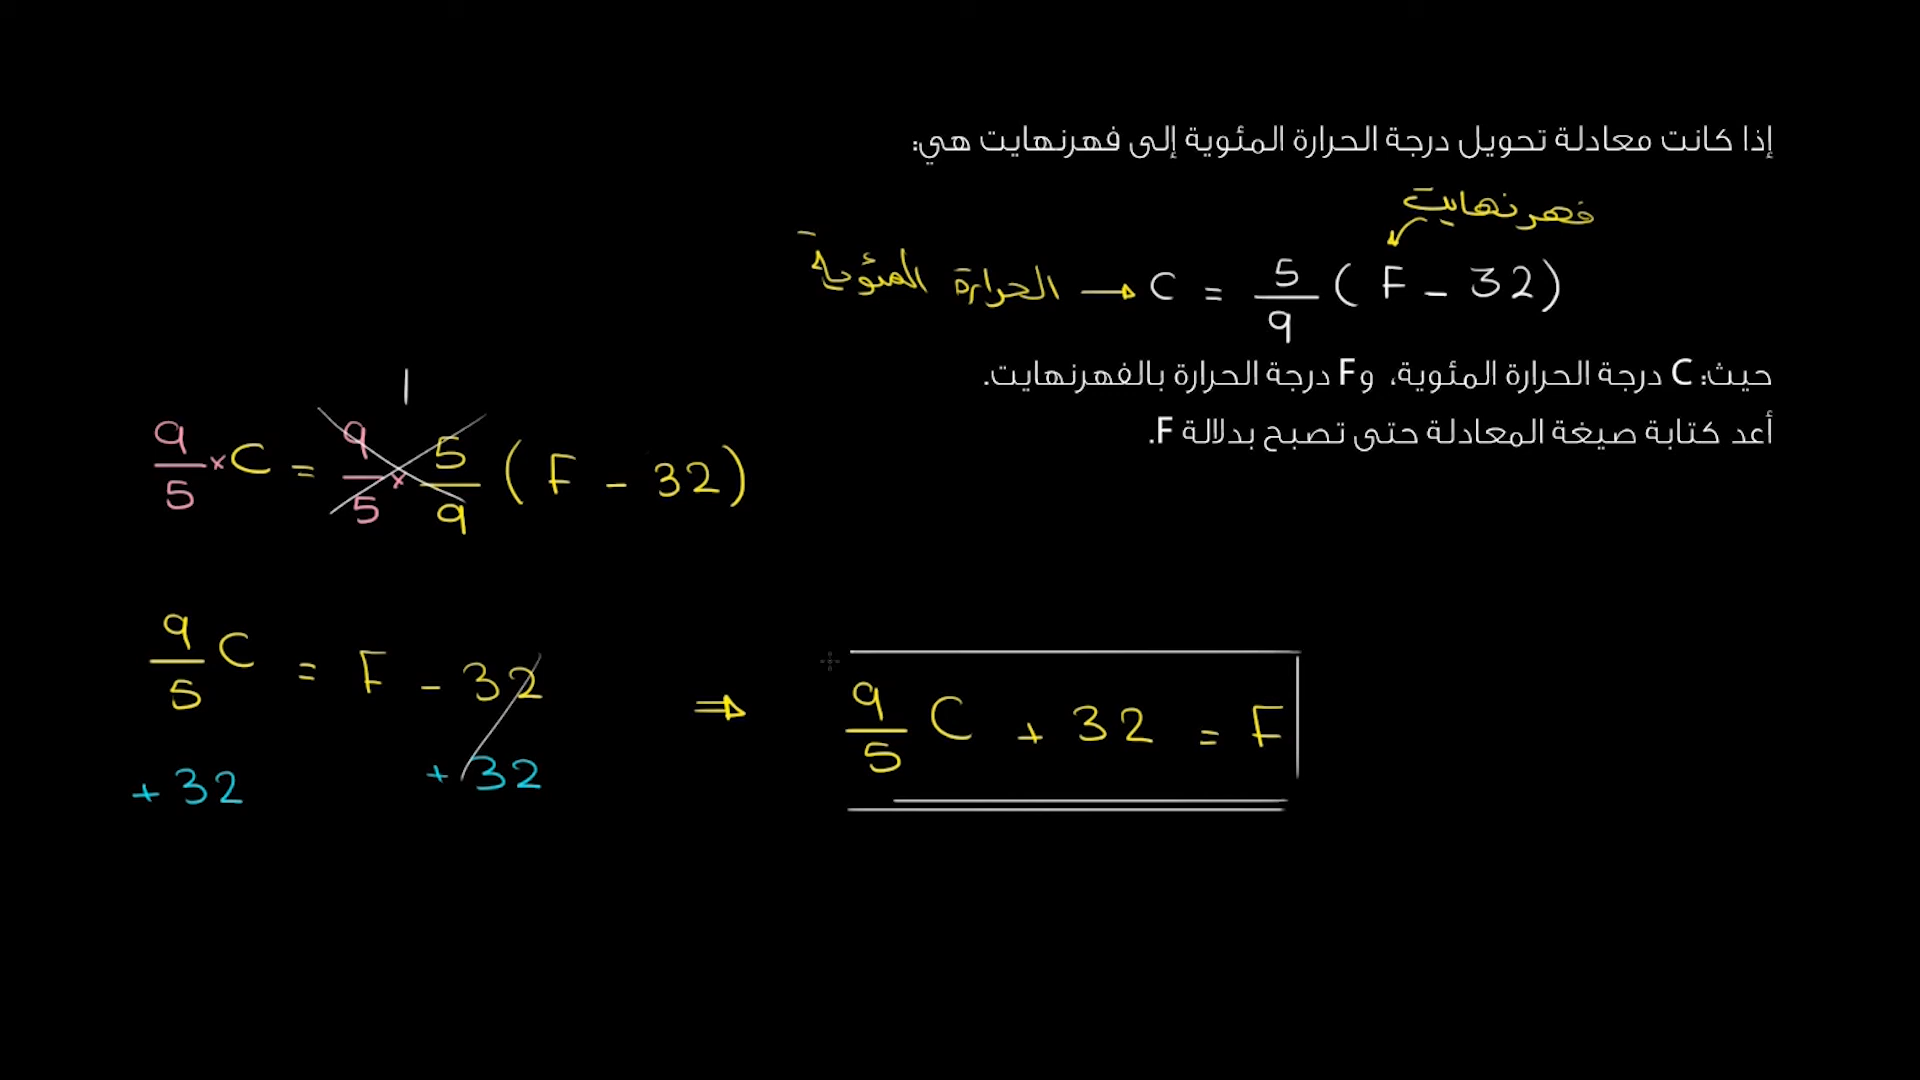 إذا كانت معادلة تحويل درجة الحرارة المئوية إلى فهرنهايت هي:
فهرنهايت
الحرارة المئوية → C = 5/9 ( F - 32)
حيث: C درجة الحرارة المئوية، وF درجة الحرارة بالفهرنهايت.
أعد كتابة صيغة المعادلة حتى تصبح بدلالة F.
1
9/5 × C = 9/5 × 5/9 ( F - 32)
9/5 C = F - 32
+ 32 + 32
⇒ 9/5 C + 32 = F